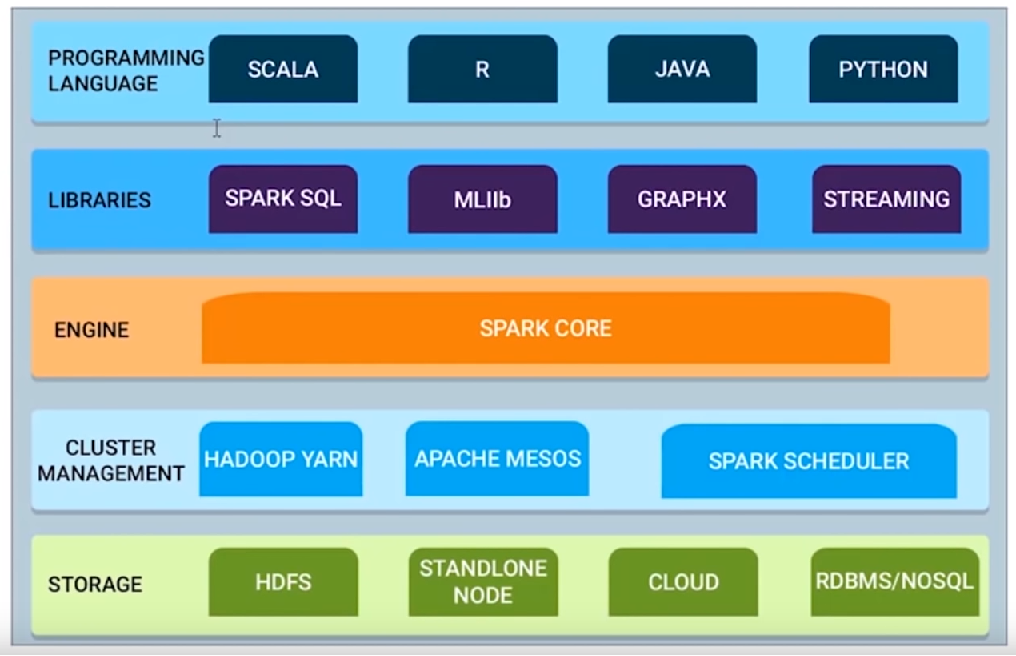 PROGRAMMING
LANGUAGE
SCALA
R
JAVA
PYTHON
LIBRARIES
SPARK SQL
MLIIb
GRAPHX
STREAMING
ENGINE
SPARK CORE
CLUSTER
MANAGEMENT
HADOOP YARN
APACHE MESOS
SPARK SCHEDULER
STORAGE
HDFS
STANDLONE
NODE
CLOUD
RDBMS/NOSQL